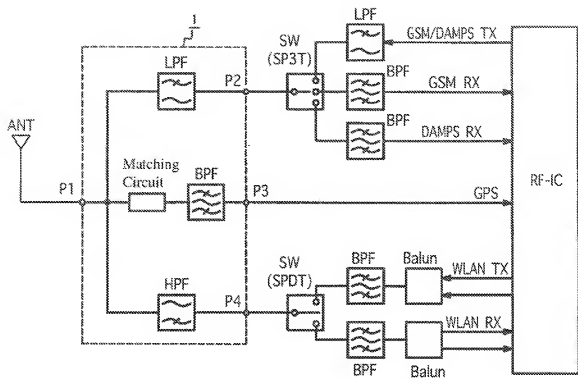 1
LPF
GSM/DAMPS TX
SW
(SP3T)
LPF
P2
BPF
GSM RX
BPF
DAMPS RX
ANT
Matching
Circuit
BPF
P1
P3
GPS
RF-IC
SW
(SPDT)
BPF
Balun
WLAN TX
HPF
P4
WLAN RX
BPF
Balun